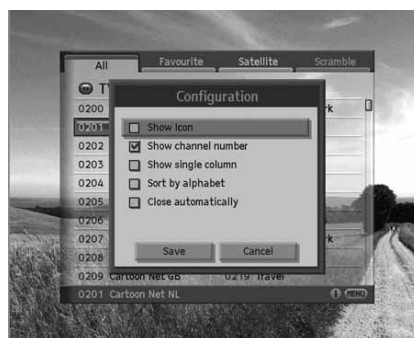 All Favourite Satellite Scramble
T
Configuration
0200 rk
0201 Show Icon
0202 Show channel number
0203 Show single column
0204 Sort by alphabet
0205 Close automatically
0206
0207 Save Cancel rk
0208
0209 Cartoon Net GB 0219 Travel
0201 Cartoon Net NL i MENU